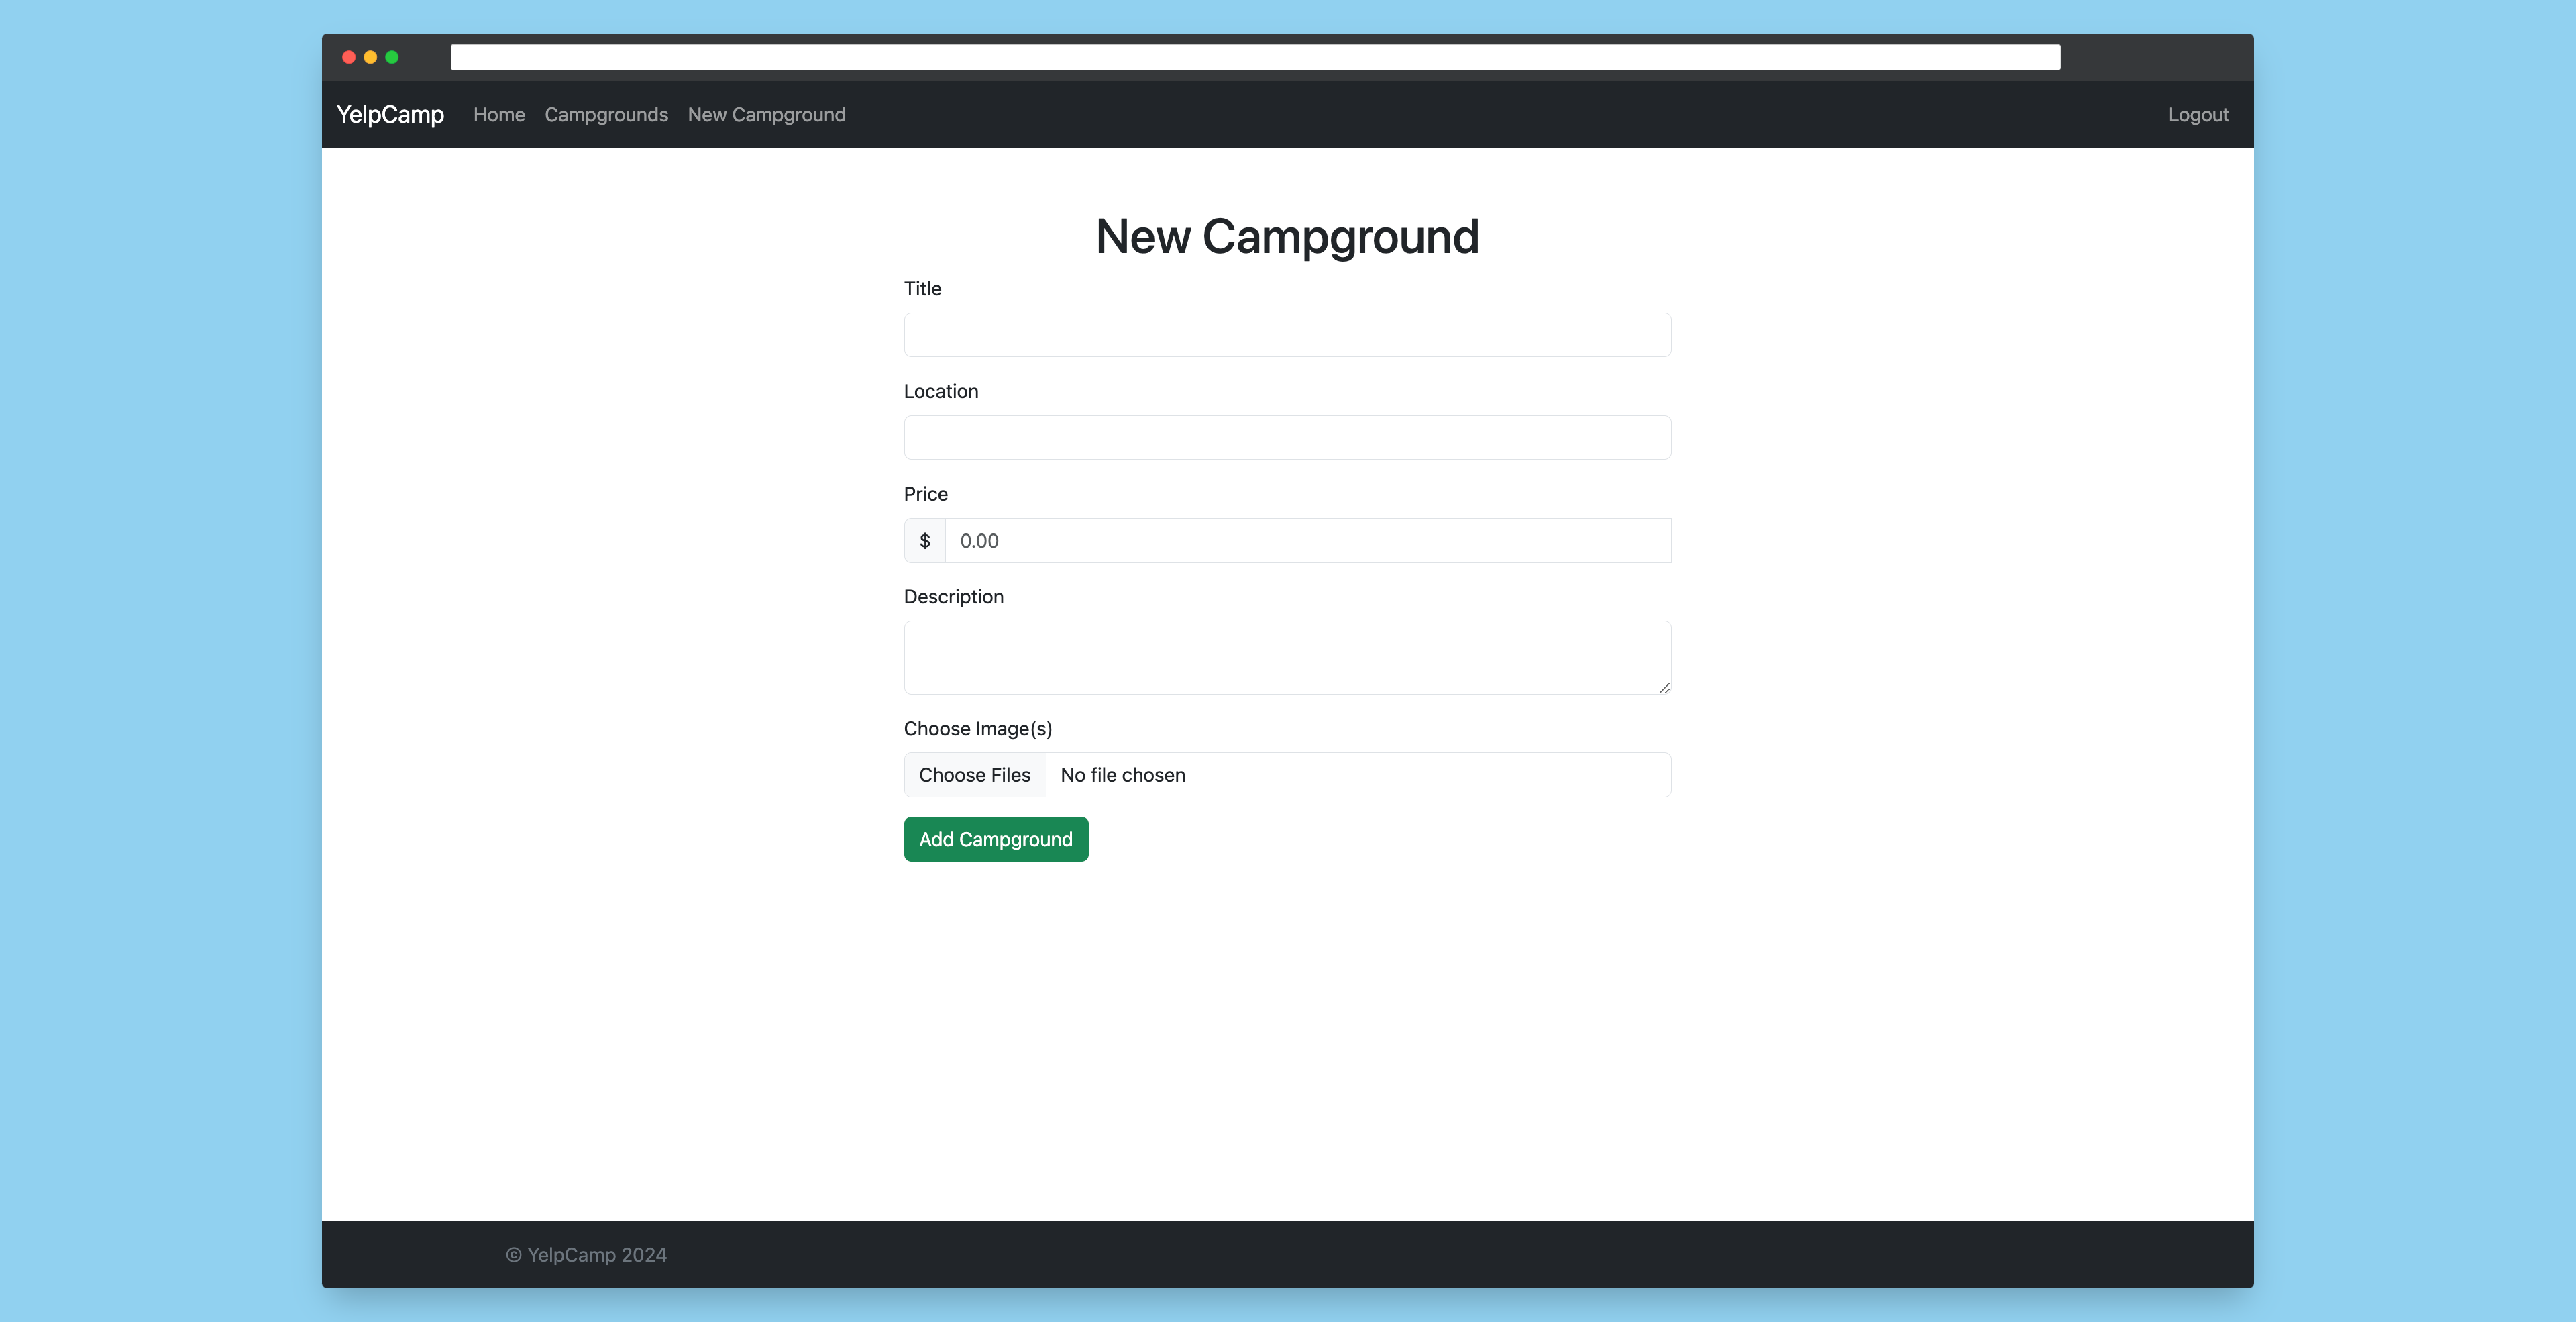 YelpCamp Home Campgrounds New Campground Logout
New Campground
Title
Location
Price
$ 0.00
Description
Choose Image(s)
Choose Files No file chosen
Add Campground
© YelpCamp 2024